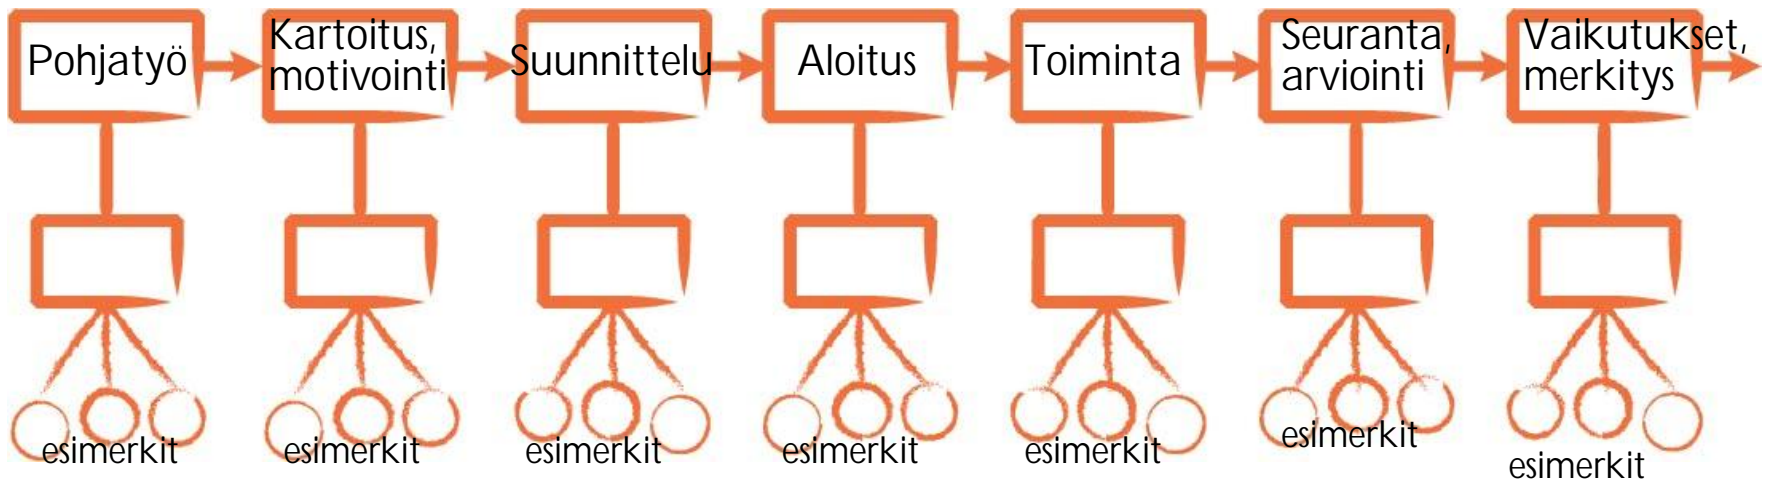 Pohjatyö
Kartoitus,
motivointi
Suunnittelu
Aloitus
Toiminta
Seuranta,
arviointi
Vaikutukset,
merkitys
esimerkit
esimerkit
esimerkit
esimerkit
esimerkit
esimerkit
esimerkit